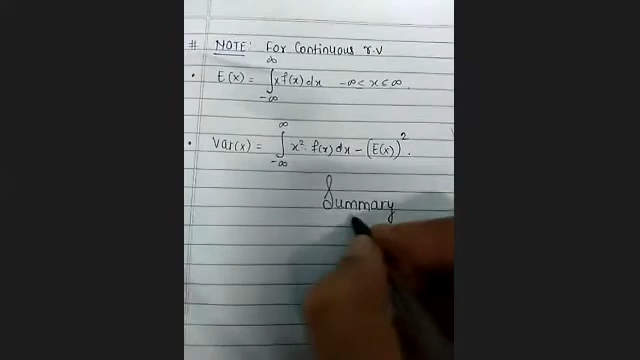 # NOTE: For Continuous r.v
• E(x) = ∫_{-∞}^{∞} x f(x) dx   -∞ < x ≤ ∞.
• Var(x) = ∫_{-∞}^{∞} x². f(x) dx - (E(x))².
Summary